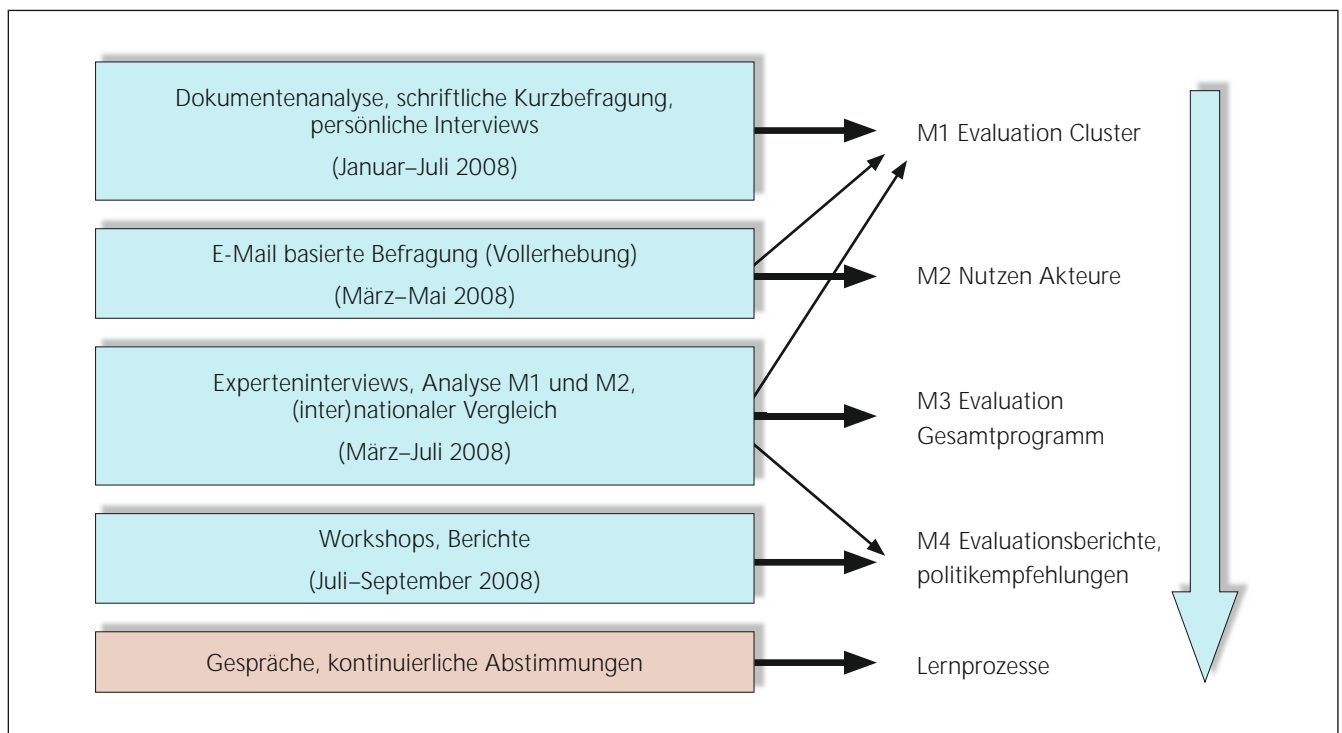 Dokumentenanalyse, schriftliche Kurzbefragung,
persönliche Interviews
(Januar–Juli 2008)
M1 Evaluation Cluster
E-Mail basierte Befragung (Vollerhebung)
(März–Mai 2008)
M2 Nutzen Akteure
Experteninterviews, Analyse M1 und M2,
(inter)nationaler Vergleich
(März–Juli 2008)
M3 Evaluation
Gesamtprogramm
Workshops, Berichte
(Juli–September 2008)
M4 Evaluationsberichte,
politikempfehlungen
Gespräche, kontinuierliche Abstimmungen
Lernprozesse